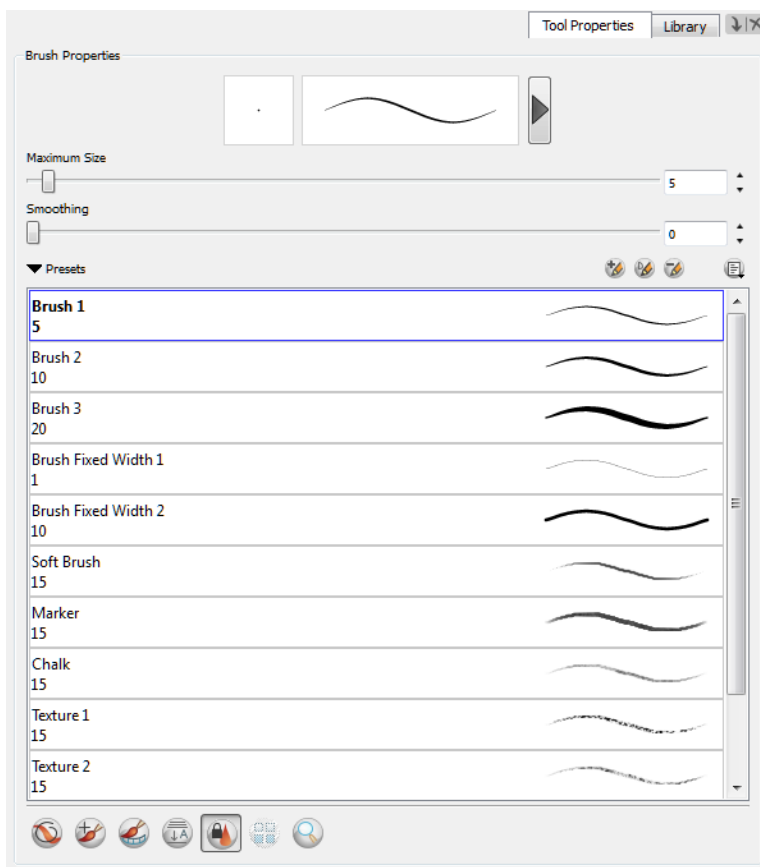 Tool Properties Library
Brush Properties
Maximum Size
5
Smoothing
0
Presets
Brush 1
5
Brush 2
10
Brush 3
20
Brush Fixed Width 1
1
Brush Fixed Width 2
10
Soft Brush
15
Marker
15
Chalk
15
Texture 1
15
Texture 2
15